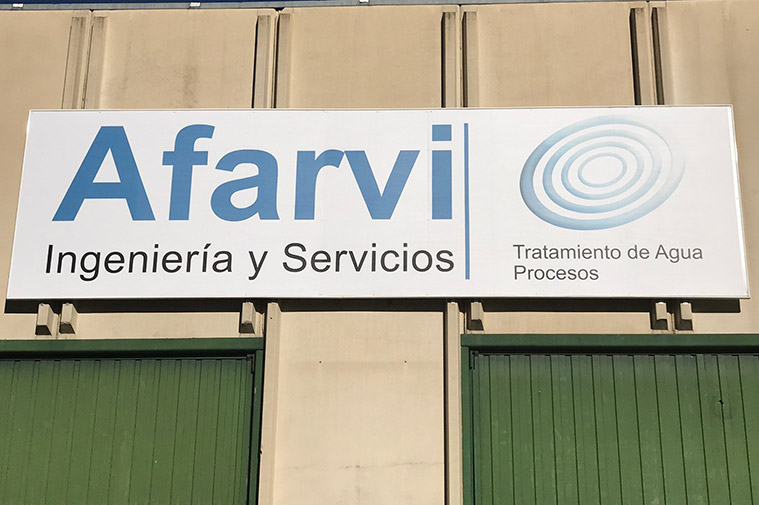 Afarvi
Ingeniería y Servicios
Tratamiento de Agua
Procesos